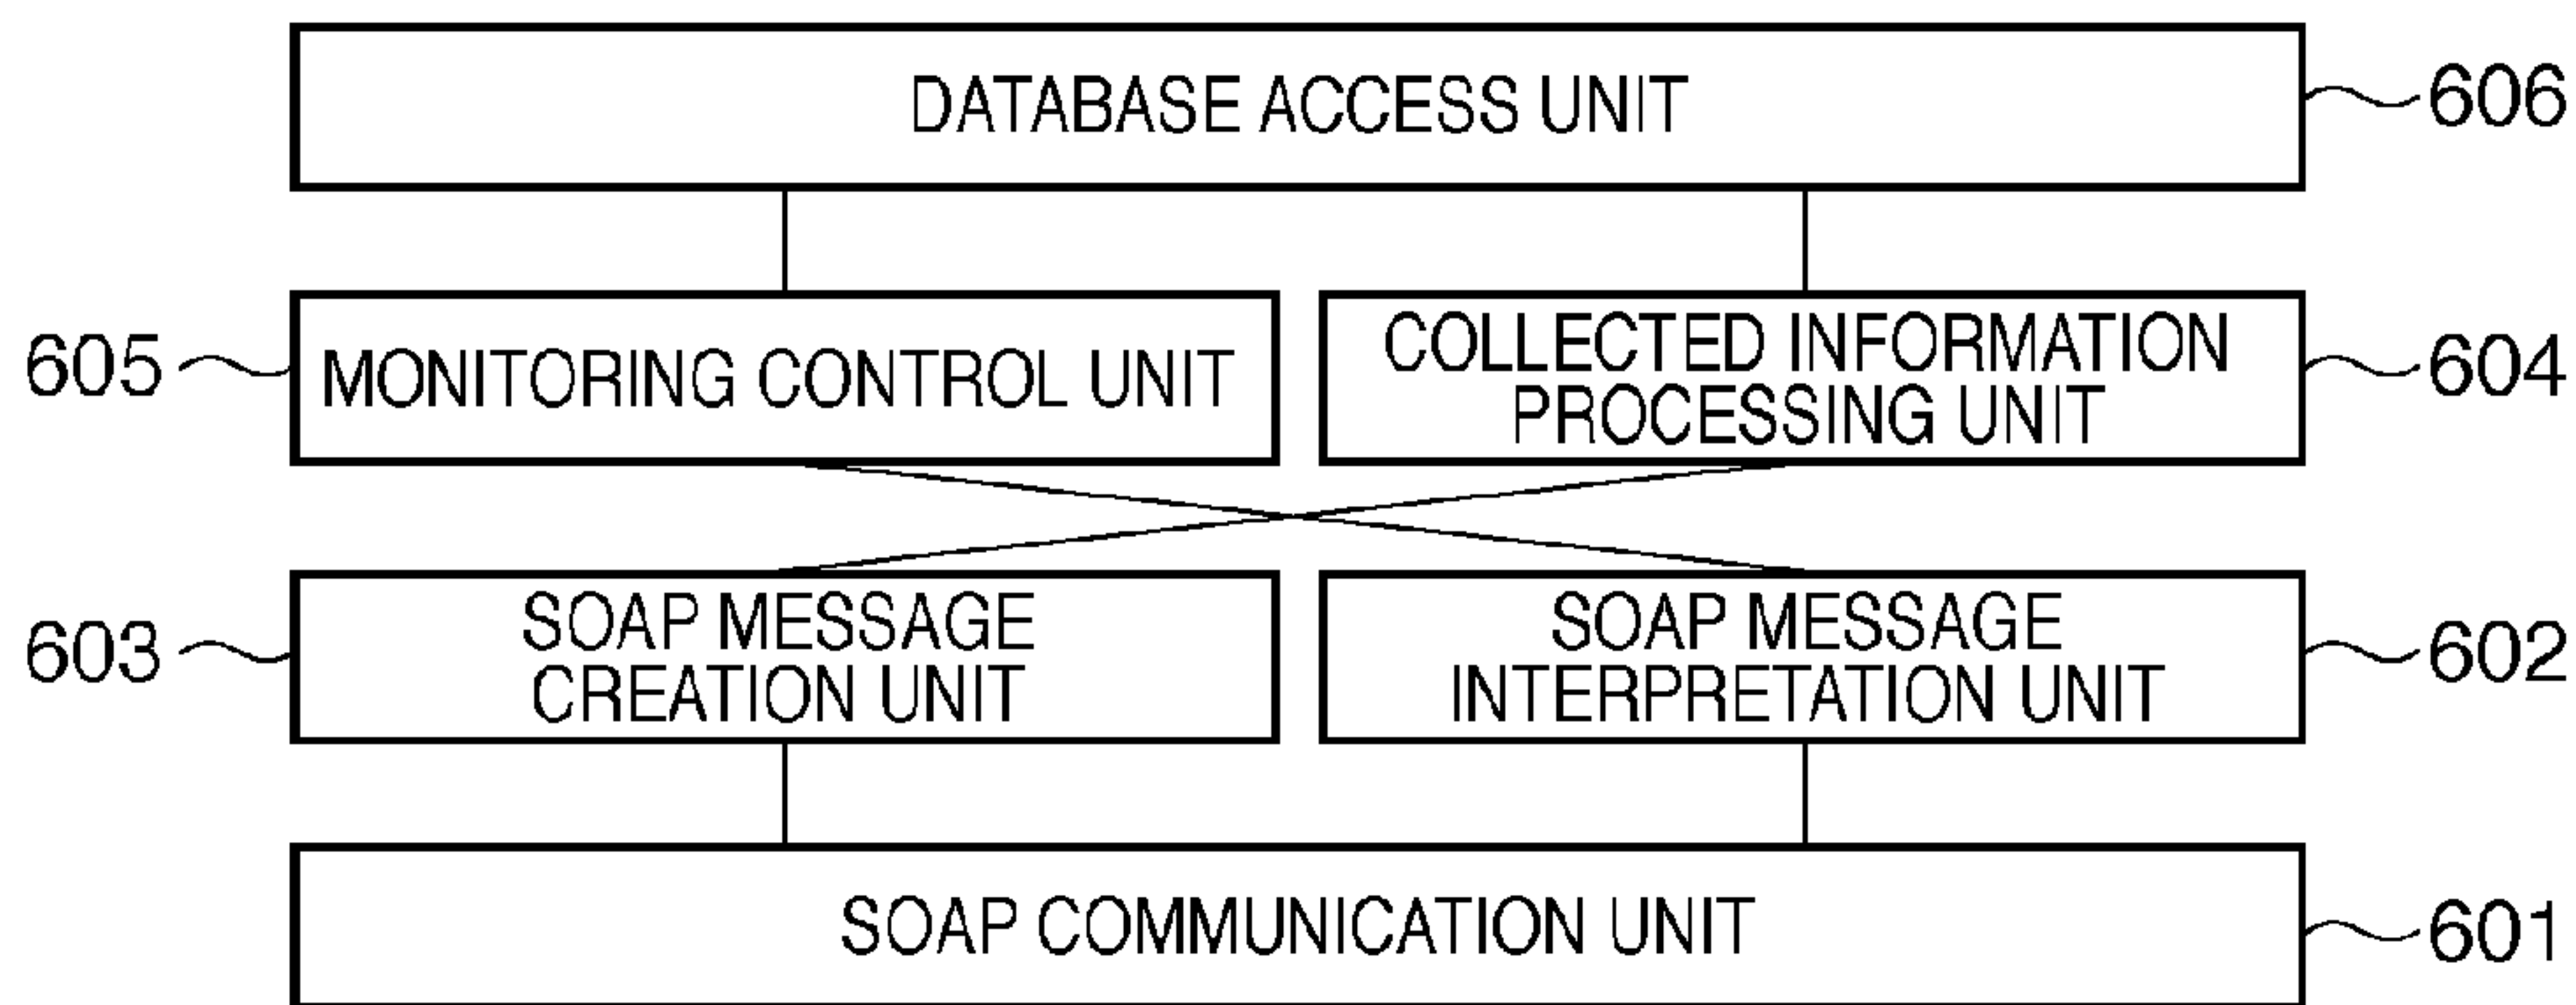 DATABASE ACCESS UNIT
606
605
MONITORING CONTROL UNIT
COLLECTED INFORMATION
PROCESSING UNIT
604
603
SOAP MESSAGE
CREATION UNIT
SOAP MESSAGE
INTERPRETATION UNIT
602
SOAP COMMUNICATION UNIT
601